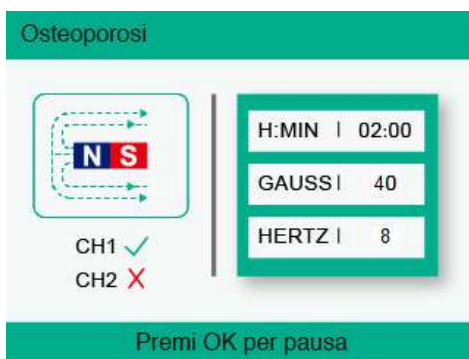 Osteoporosi
N S
CH1
CH2
H:MIN | 02:00
GAUSS | 40
HERTZ | 8
Premi OK per pausa